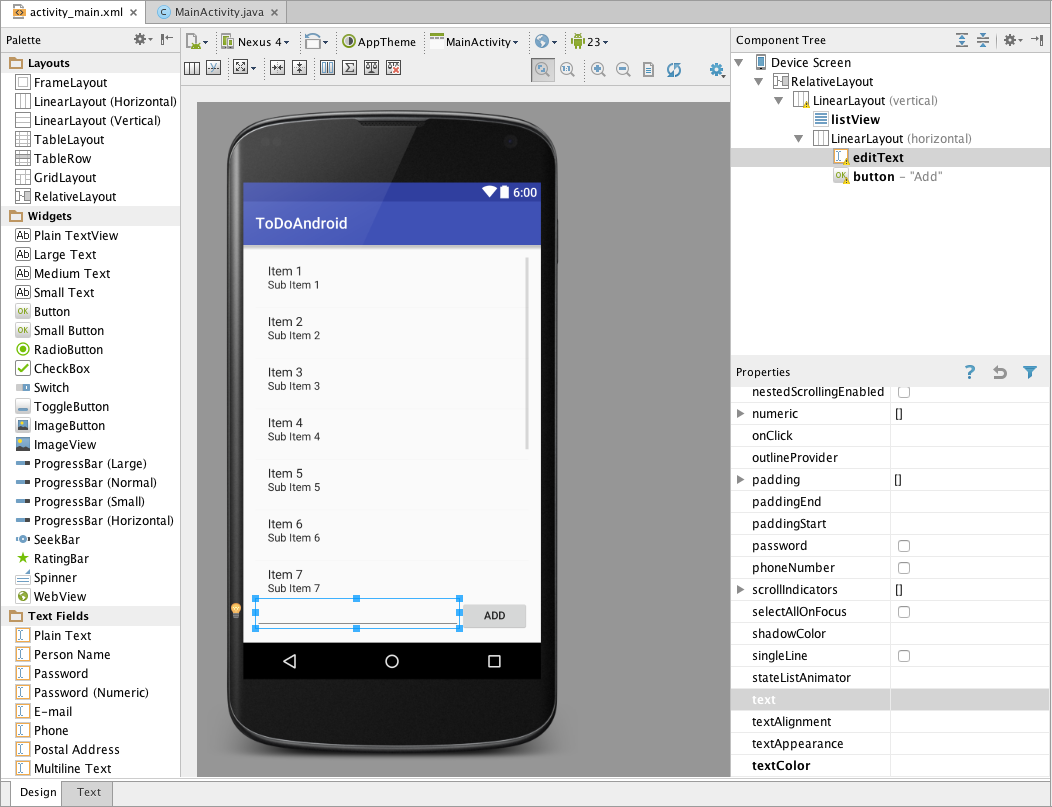 activity_main.xml
MainActivity.java
Palette
Layouts
FrameLayout
LinearLayout (Horizontal)
LinearLayout (Vertical)
TableLayout
TableRow
GridLayout
RelativeLayout
Widgets
Plain TextView
Large Text
Medium Text
Small Text
Button
Small Button
RadioButton
CheckBox
Switch
ToggleButton
ImageButton
ImageView
ProgressBar (Large)
ProgressBar (Normal)
ProgressBar (Small)
ProgressBar (Horizontal)
SeekBar
RatingBar
Spinner
WebView
Text Fields
Plain Text
Person Name
Password
Password (Numeric)
E-mail
Phone
Postal Address
Multiline Text
Design
Text
Nexus 4
AppTheme
MainActivity
23
6:00
ToDoAndroid
Item 1
Sub Item 1
Item 2
Sub Item 2
Item 3
Sub Item 3
Item 4
Sub Item 4
Item 5
Sub Item 5
Item 6
Sub Item 6
Item 7
Sub Item 7
ADD
Component Tree
Device Screen
RelativeLayout
LinearLayout (vertical)
listView
LinearLayout (horizontal)
editText
button – "Add"
Properties
nestedScrollingEnabled
numeric []
onClick
outlineProvider
padding []
paddingEnd
paddingStart
password
phoneNumber
scrollIndicators []
selectAllOnFocus
shadowColor
singleLine
stateListAnimator
text
textAlignment
textAppearance
textColor